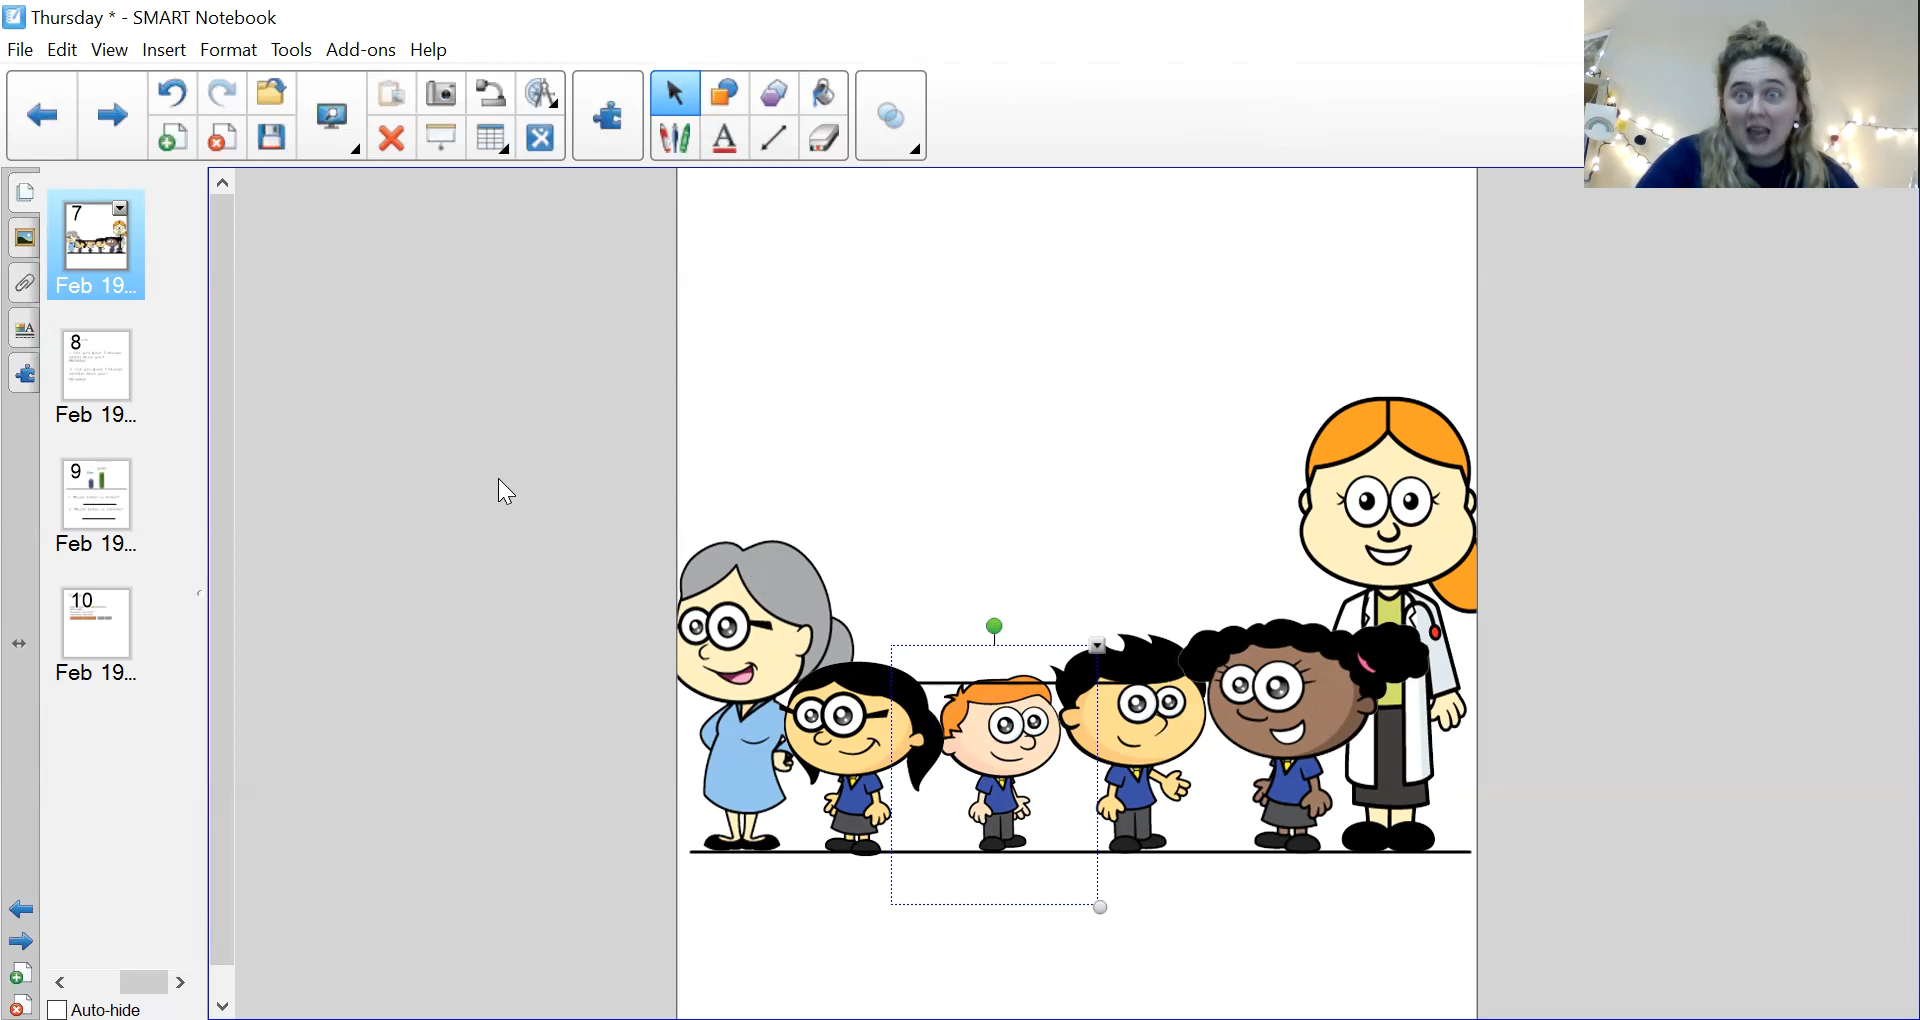 Thursday * - SMART Notebook
File Edit View Insert Format Tools Add-ons Help
7
Feb 19...
8
Feb 19...
9
Feb 19...
10
Feb 19...
Auto-hide